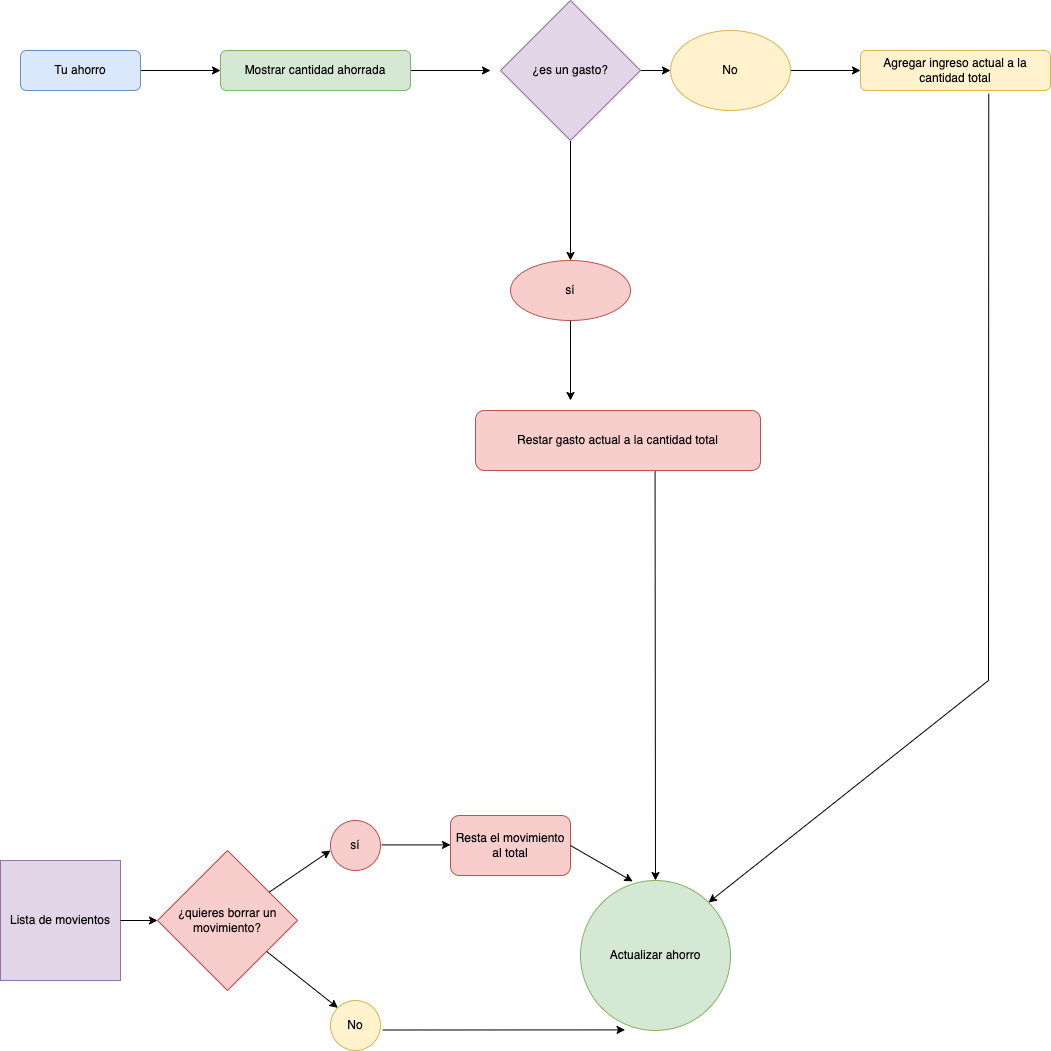 Tu ahorro
Mostrar cantidad ahorrada
¿es un gasto?
No
Agregar ingreso actual a la
cantidad total
sí
Restar gasto actual a la cantidad total
sí
Resta el movimiento
al total
Lista de movientos
¿quieres borrar un
movimiento?
Actualizar ahorro
No